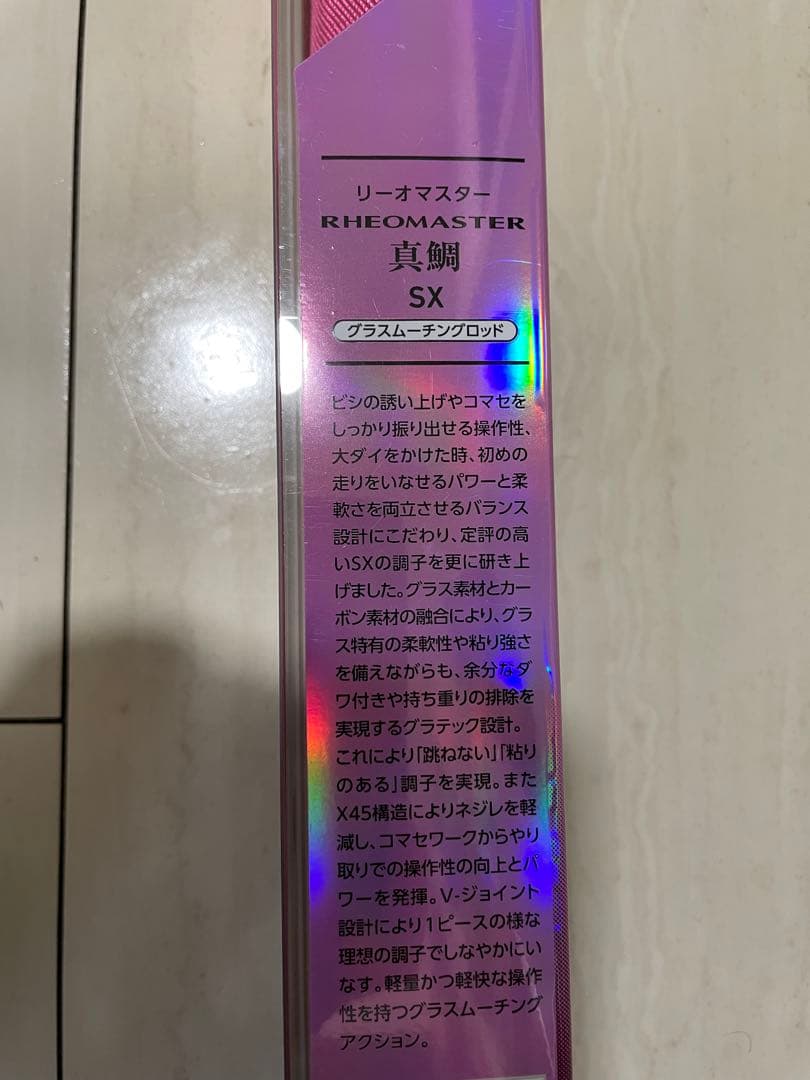 リーオマスター
RHEOMASTER
真鯛
SX
グラスムーチングロッド
ビシの誘い上げやコマセを
しっかり振り出せる操作性、
大ダイをかけた時、初めの
走りをいなせるパワーと柔
軟さを両立させるバランス
設計にこだわり、定評の高
いSXの調子を更に研き上
げました。グラス素材とカー
ボン素材の融合により、グラ
ス特有の柔軟性や粘り強さ
を備えながらも、余分なダ
ワ付きや持ち重りの排除を
実現するグラテック設計。
これにより「跳ねない」「粘り
のある」調子を実現。また
X45構造によりネジレを軽
減し、コマセワークからやり
取りでの操作性の向上とパ
ワーを発揮。V-ジョイント
設計により1ピースの様な
理想の調子でしなやかにい
なす。軽量かつ軽快な操作
性を持つグラスムーチング
アクション。